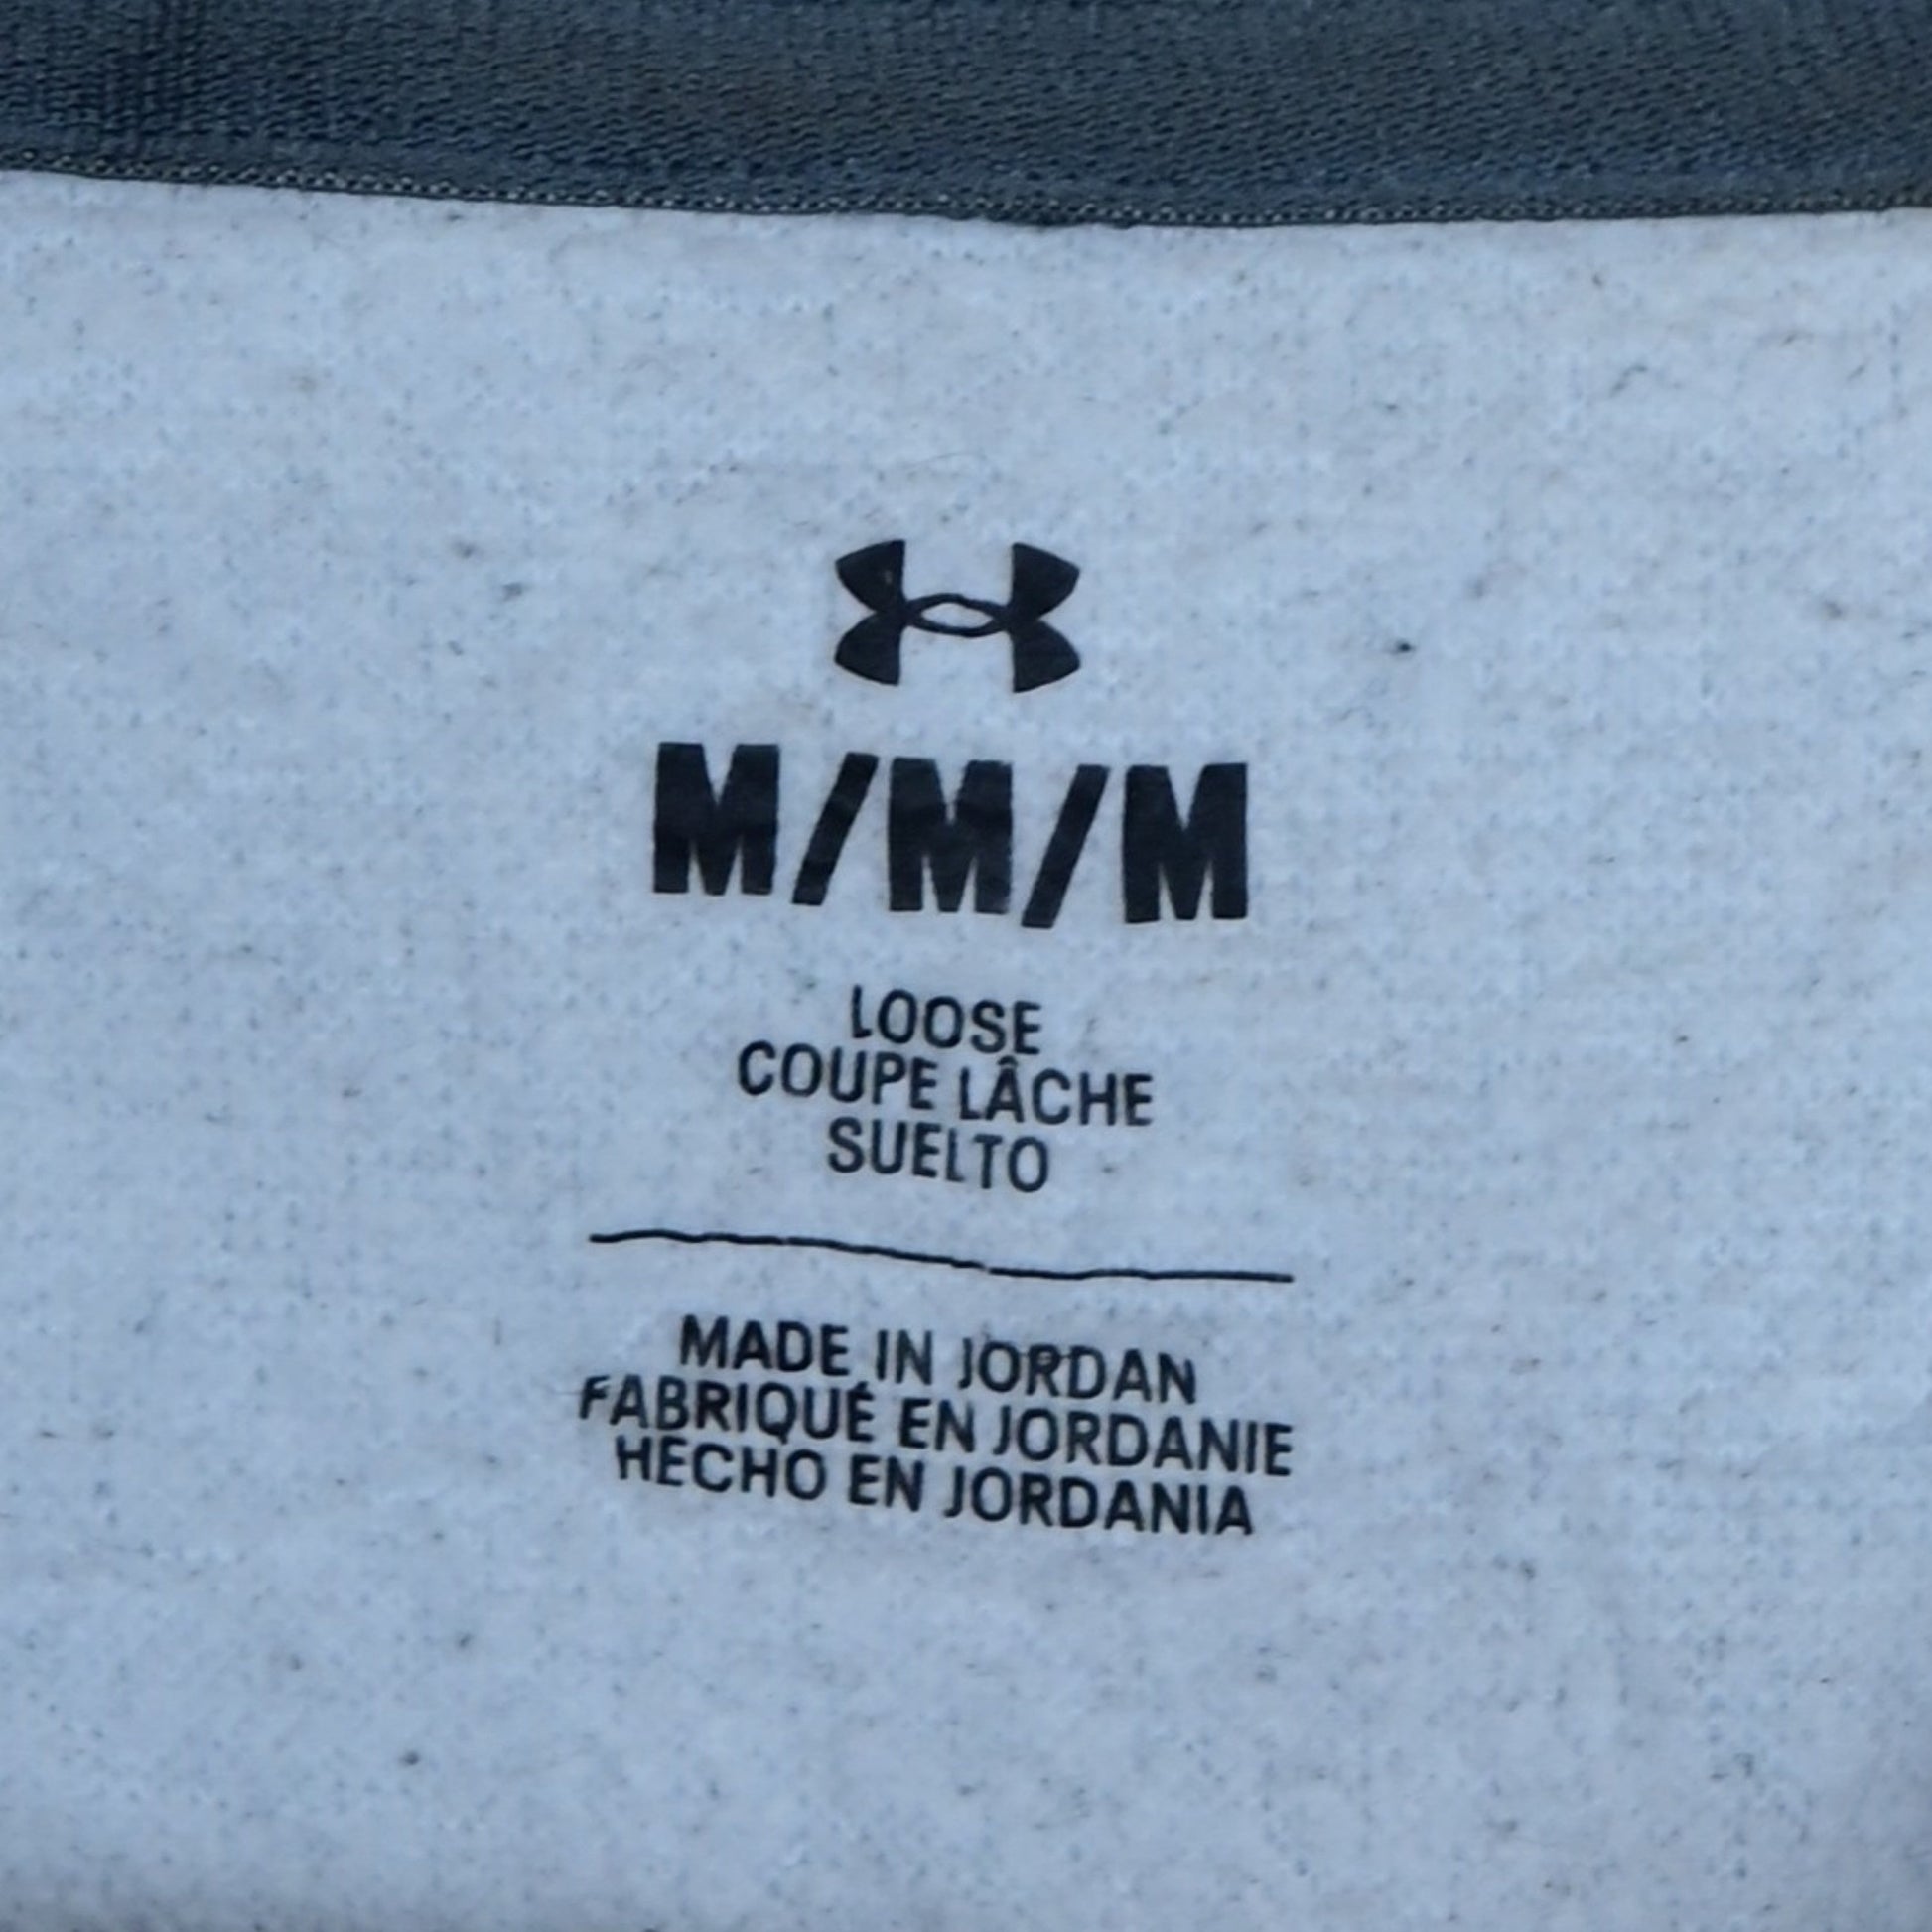 M/M/M
LOOSE
COUPE LÂCHE
SUELTO
MADE IN JORDAN
FABRIQUÉ EN JORDANIE
HECHO EN JORDANIA